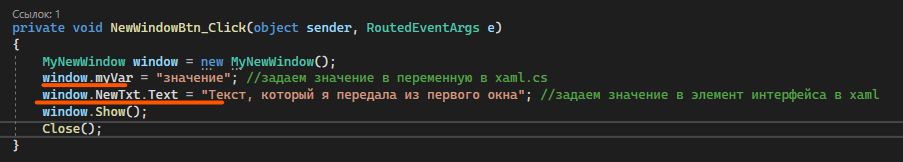 Ссылок: 1
private void NewWindowBtn_Click(object sender, RoutedEventArgs e)
{
MyNewWindow window = new MyNewWindow();
window.myVar = "значение"; //задаем значение в переменную в xaml.cs
window.NewTxt.Text = "Текст, который я передала из первого окна"; //задаем значение в элемент интерфейса в xaml
window.Show();
Close();
}